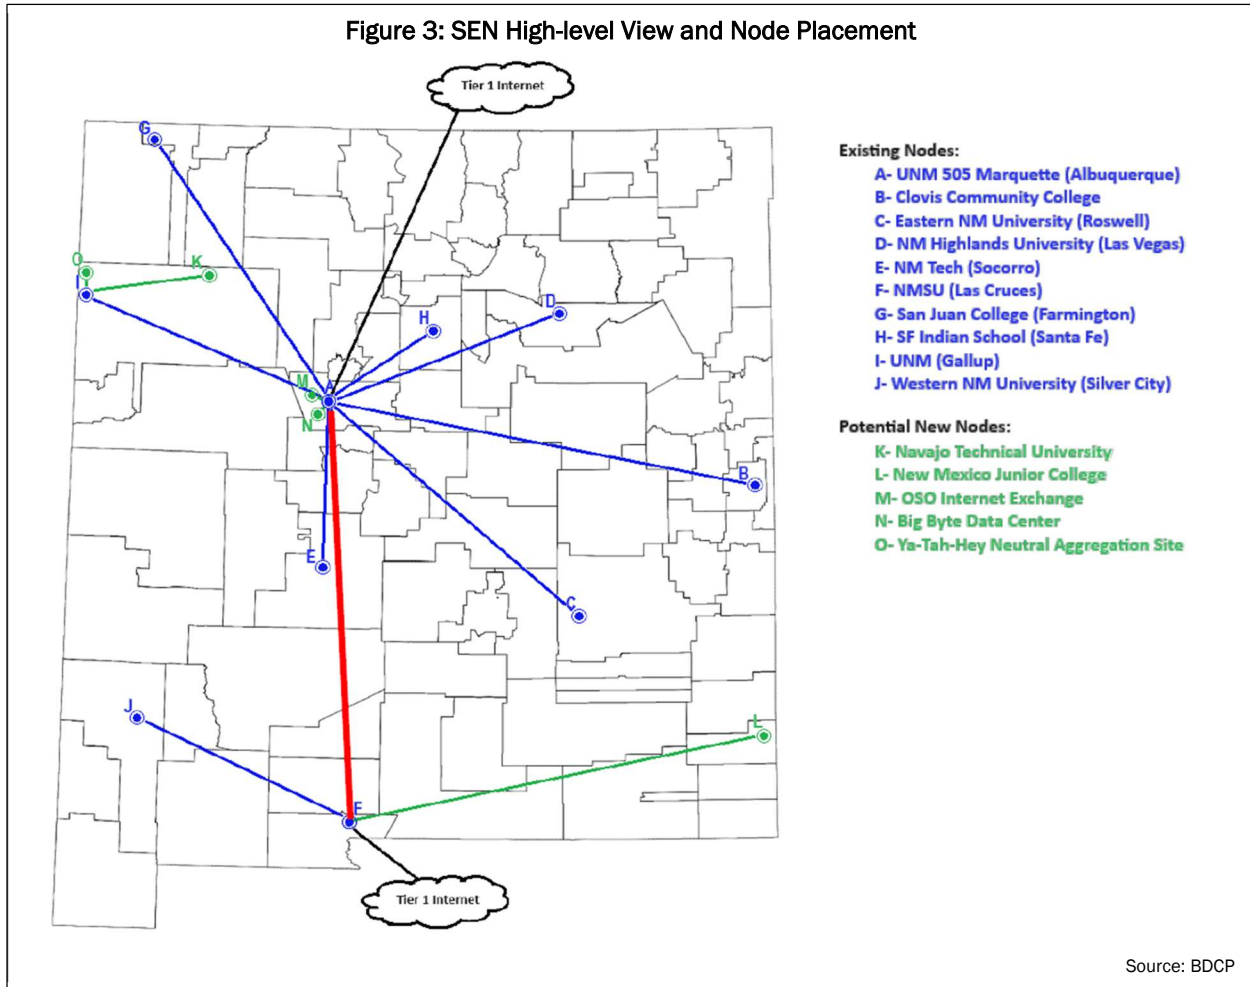 Figure 3: SEN High-level View and Node Placement
Tier 1 Internet
G
O
K
I
H
D
M
A
N
B
E
C
J
L
F
Tier 1 Internet
Existing Nodes:
A- UNM 505 Marquette (Albuquerque)
B- Clovis Community College
C- Eastern NM University (Roswell)
D- NM Highlands University (Las Vegas)
E- NM Tech (Socorro)
F- NMSU (Las Cruces)
G- San Juan College (Farmington)
H- SF Indian School (Santa Fe)
I- UNM (Gallup)
J- Western NM University (Silver City)
Potential New Nodes:
K- Navajo Technical University
L- New Mexico Junior College
M- OSO Internet Exchange
N- Big Byte Data Center
O- Ya-Tah-Hey Neutral Aggregation Site
Source: BDCP